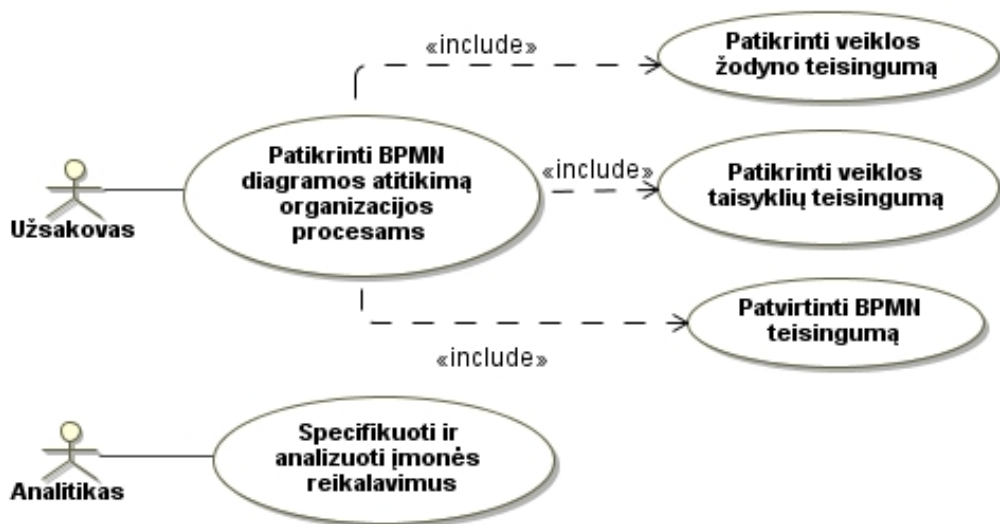 «include»
Patikrinti veiklos
žodyno teisingumą
Patikrinti BPMN
diagramos atitikimą
organizacijos
procesams
Užsakovas
«include»
Patikrinti veiklos
taisyklių teisingumą
«include»
Patvirtinti BPMN
teisingumą
Analitikas
Specifikuoti ir
analizuoti įmonės
reikalavimus